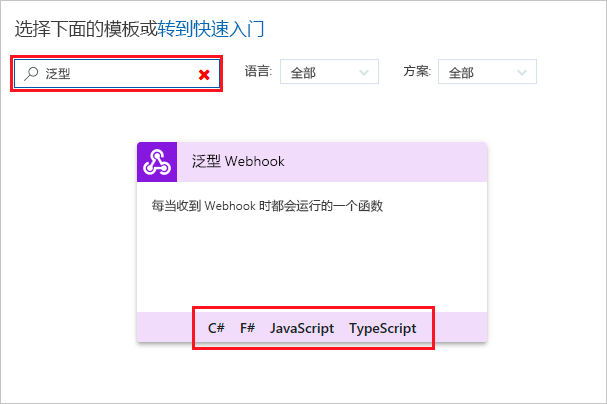 选择下面的模板或转到快速入门
泛型 语言: 全部 方案: 全部
泛型 Webhook
每当收到 Webhook 时都会运行的一个函数
C# F# JavaScript TypeScript